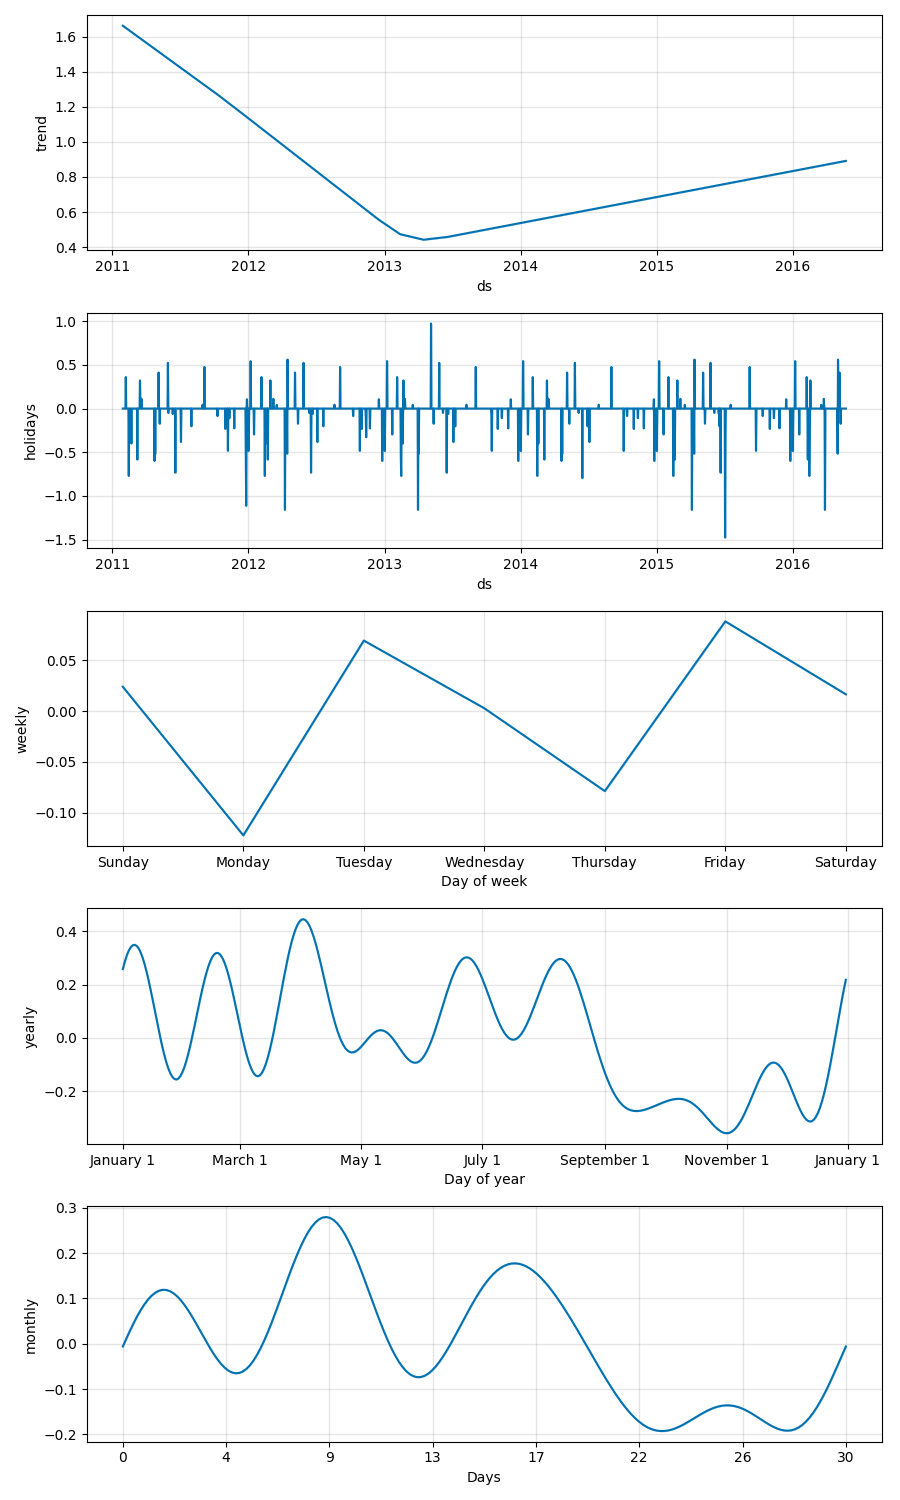 trend
1.6
1.4
1.2
1.0
0.8
0.6
0.4
2011 2012 2013 2014 2015 2016
ds
holidays
1.0
0.5
0.0
−0.5
−1.0
−1.5
2011 2012 2013 2014 2015 2016
ds
weekly
0.05
0.00
−0.05
−0.10
Sunday Monday Tuesday Wednesday Thursday Friday Saturday
Day of week
yearly
0.4
0.2
0.0
−0.2
January 1 March 1 May 1 July 1 September 1 November 1 January 1
Day of year
monthly
0.3
0.2
0.1
0.0
−0.1
−0.2
0 4 9 13 17 22 26 30
Days